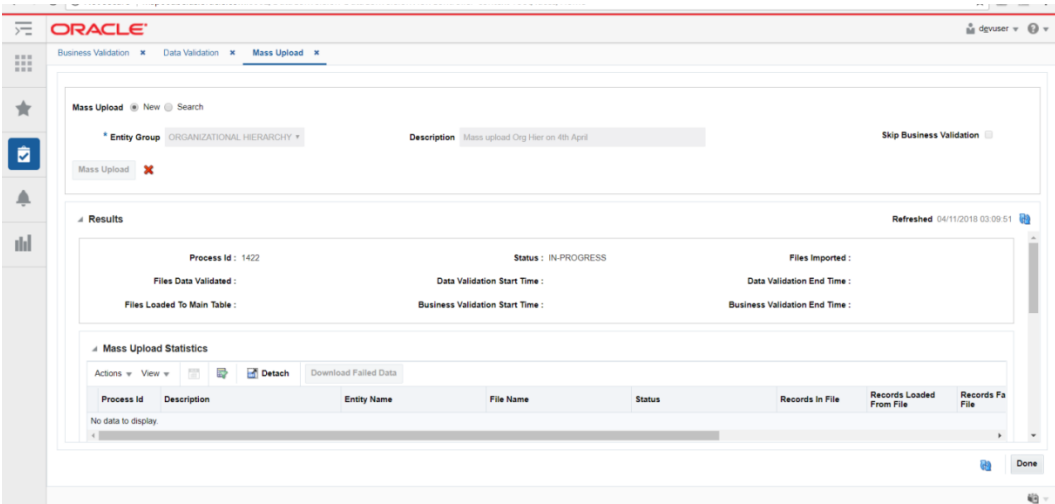 ORACLE®
devuser
Business Validation × Data Validation × Mass Upload ×
Mass Upload New Search
* Entity Group ORGANIZATIONAL HIERARCHY Description Mass upload Org Hier on 4th April Skip Business Validation
Mass Upload
Results Refreshed 04/11/2018 03:09:51
Process Id : 1422 Status : IN-PROGRESS Files Imported :
Files Data Validated : Data Validation Start Time : Data Validation End Time :
Files Loaded To Main Table : Business Validation Start Time : Business Validation End Time :
Mass Upload Statistics
Actions View Detach Download Failed Data
Process Id Description Entity Name File Name Status Records In File Records Loaded From File Records Fa File
No data to display.
Done